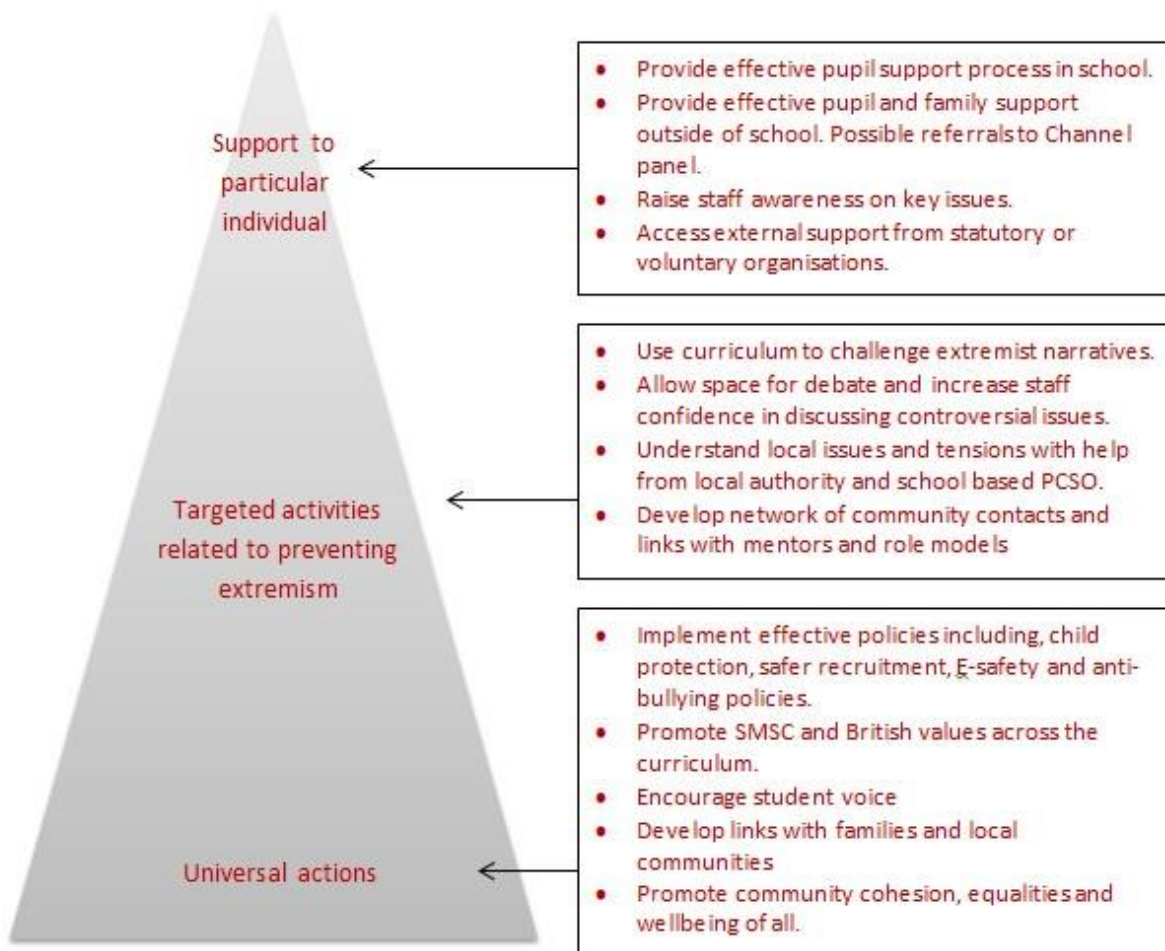 Support to
particular
individual
• Provide effective pupil support process in school.
• Provide effective pupil and family support
outside of school. Possible referrals to Channel
panel.
• Raise staff awareness on key issues.
• Access external support from statutory or
voluntary organisations.
Targeted activities
related to preventing
extremism
• Use curriculum to challenge extremist narratives.
• Allow space for debate and increase staff
confidence in discussing controversial issues.
• Understand local issues and tensions with help
from local authority and school based PCSO.
• Develop network of community contacts and
links with mentors and role models
Universal actions
• Implement effective policies including, child
protection, safer recruitment, E-safety and anti-
bullying policies.
• Promote SMSC and British values across the
curriculum.
• Encourage student voice
• Develop links with families and local
communities
• Promote community cohesion, equalities and
wellbeing of all.